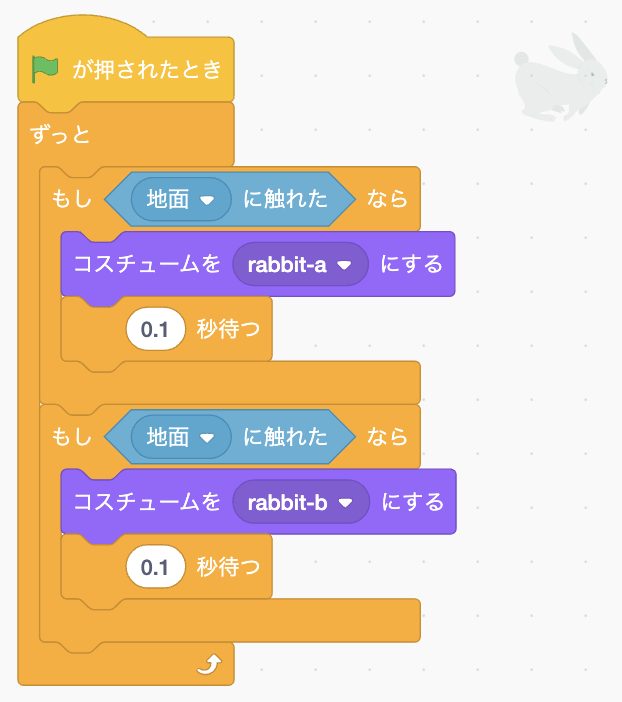 が押されたとき
ずっと
もし 地面 に触れた なら
コスチュームを rabbit-a にする
0.1 秒待つ
もし 地面 に触れた なら
コスチュームを rabbit-b にする
0.1 秒待つ